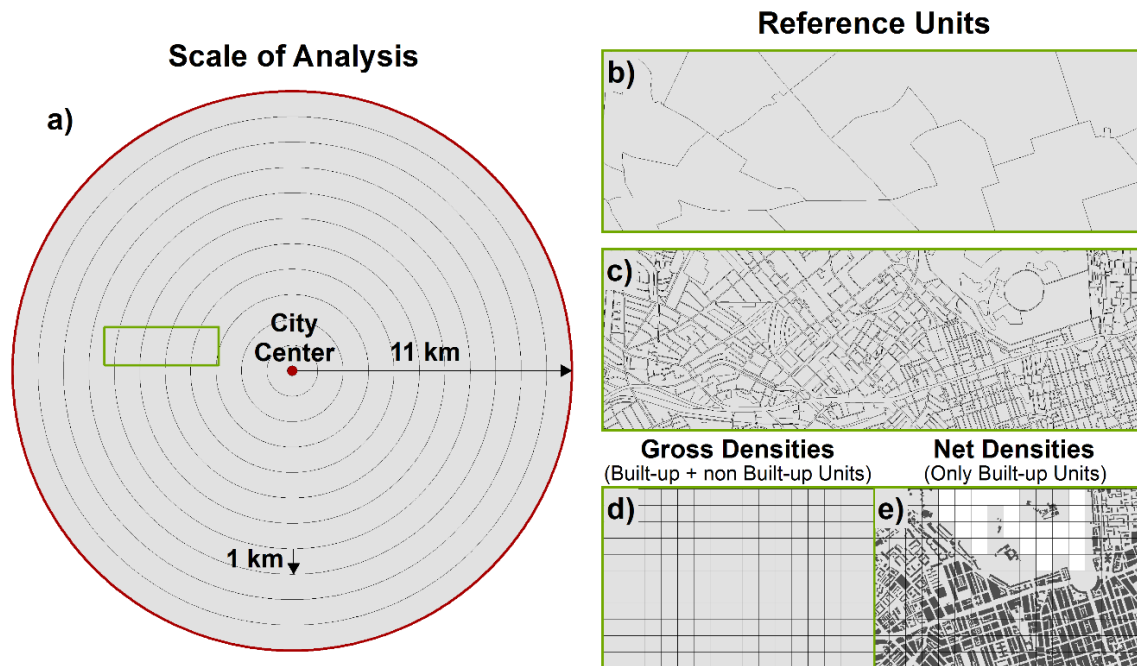 Scale of Analysis
a)
City
Center
11 km
1 km
Reference Units
b)
c)
Gross Densities
(Built-up + non Built-up Units)
Net Densities
(Only Built-up Units)
d)
e)